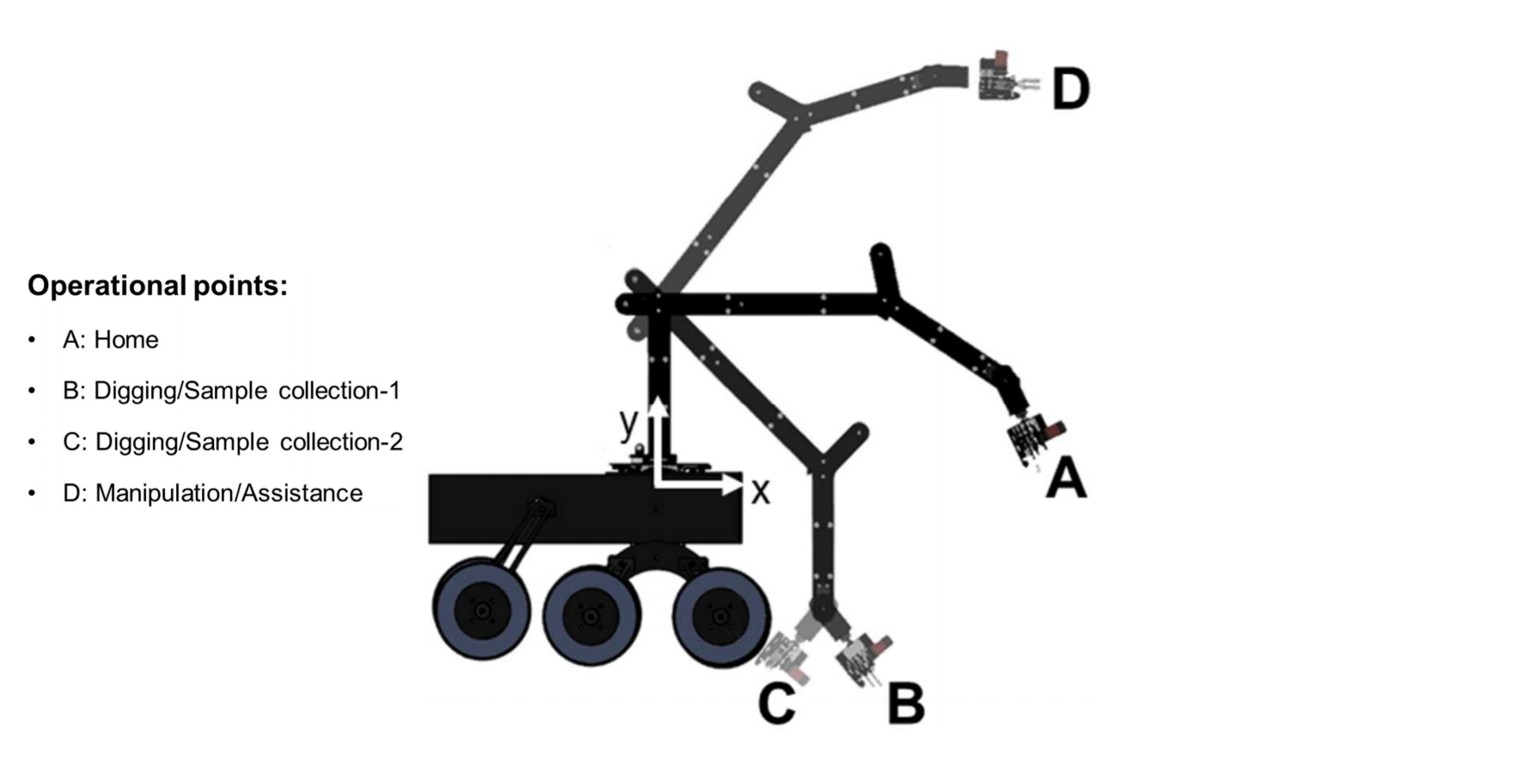 Operational points:
• A: Home
• B: Digging/Sample collection-1
• C: Digging/Sample collection-2
• D: Manipulation/Assistance
D
y
x
A
C
B